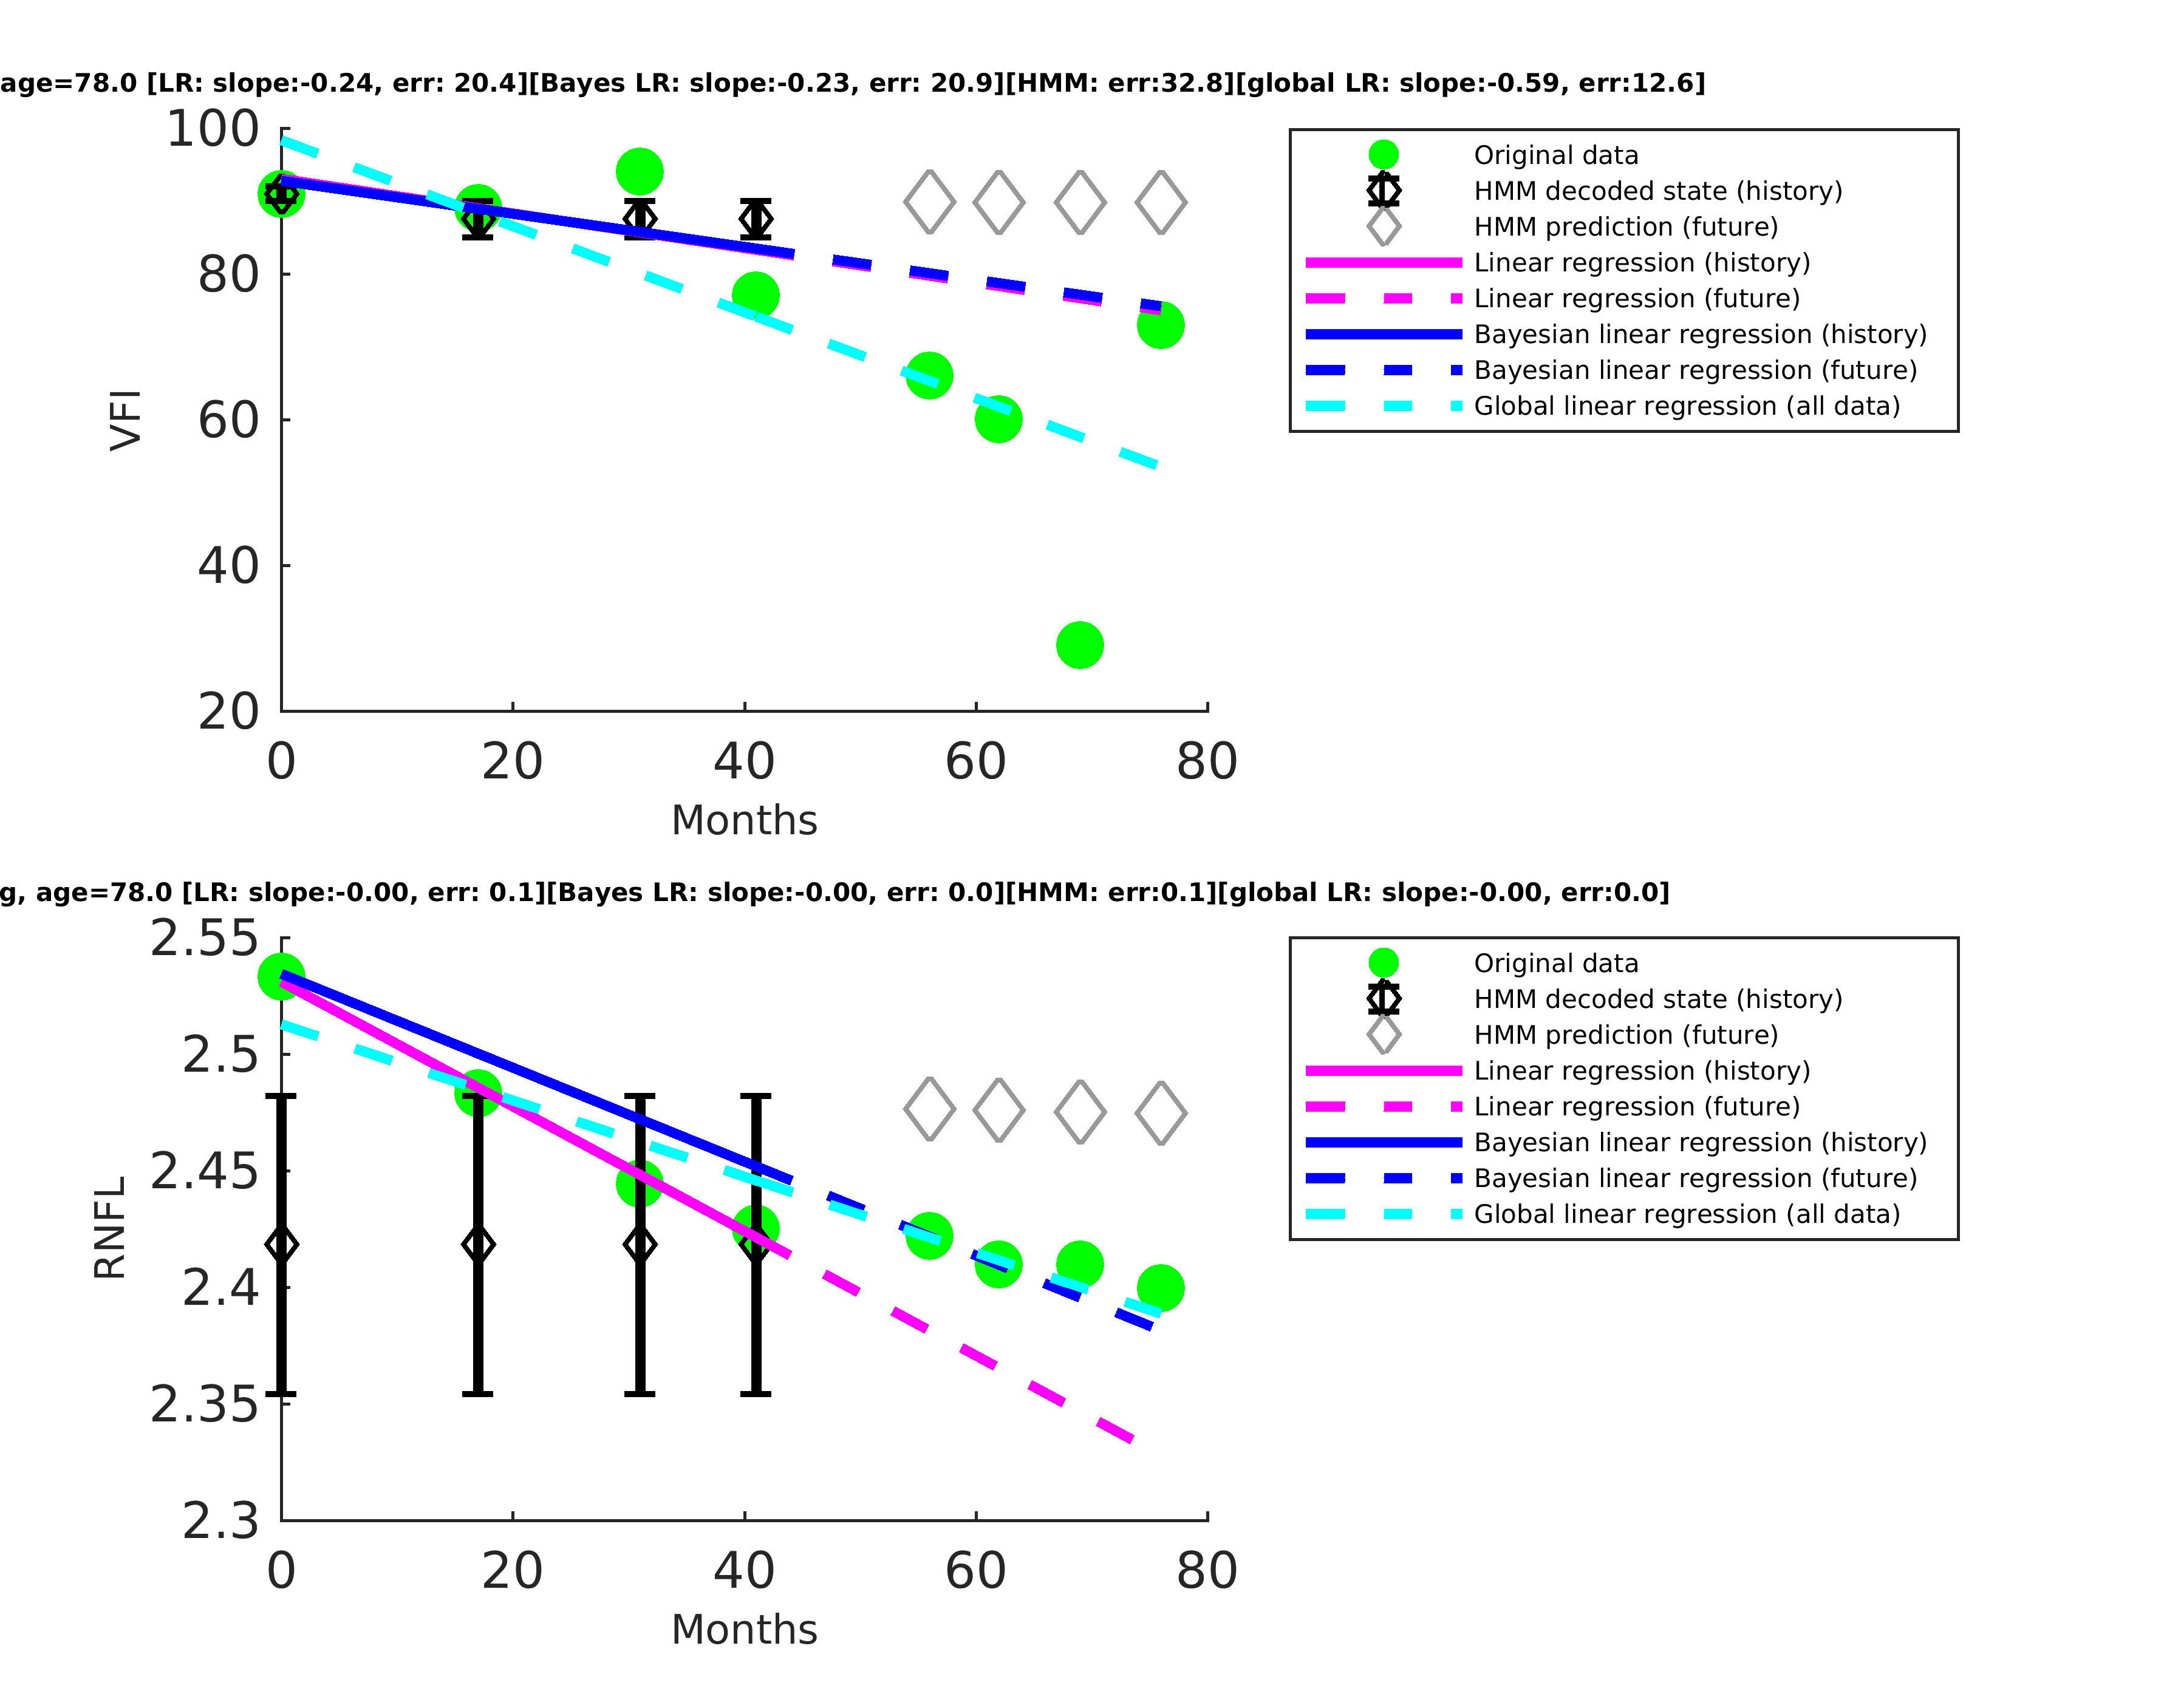 age=78.0 [LR: slope:-0.24, err: 20.4][Bayes LR: slope:-0.23, err: 20.9][HMM: err:32.8][global LR: slope:-0.59, err:12.6]
100
80
60
40
20
VFI
0 20 40 60 80
Months
Original data
HMM decoded state (history)
HMM prediction (future)
Linear regression (history)
Linear regression (future)
Bayesian linear regression (history)
Bayesian linear regression (future)
Global linear regression (all data)
g, age=78.0 [LR: slope:-0.00, err: 0.1][Bayes LR: slope:-0.00, err: 0.0][HMM: err:0.1][global LR: slope:-0.00, err:0.0]
2.55
2.5
2.45
2.4
2.35
2.3
RNFL
0 20 40 60 80
Months
Original data
HMM decoded state (history)
HMM prediction (future)
Linear regression (history)
Linear regression (future)
Bayesian linear regression (history)
Bayesian linear regression (future)
Global linear regression (all data)